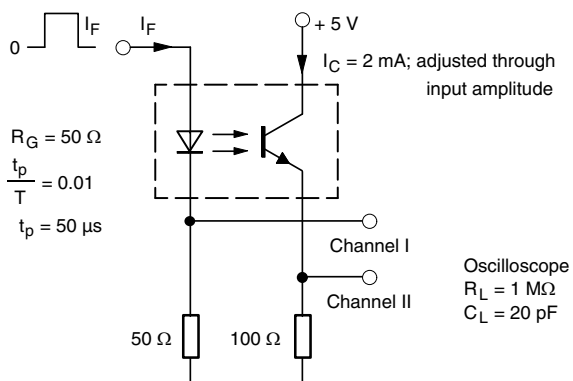 0
I_F
I_F
+ 5 V
I_C = 2 mA; adjusted through
input amplitude
R_G = 50 Ω
t_p
T
= 0.01
t_p = 50 µs
Channel I
Channel II
Oscilloscope
R_L = 1 MΩ
C_L = 20 pF
50 Ω
100 Ω